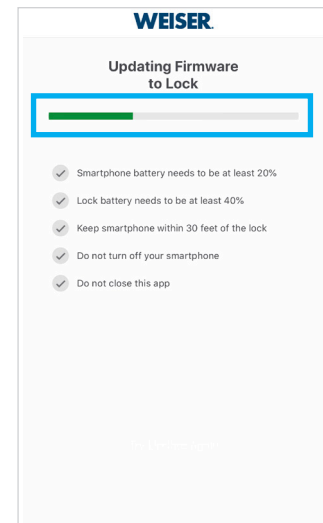 WEISER.
Updating Firmware
to Lock
Smartphone battery needs to be at least 20%
Lock battery needs to be at least 40%
Keep smartphone within 30 feet of the lock
Do not turn off your smartphone
Do not close this app